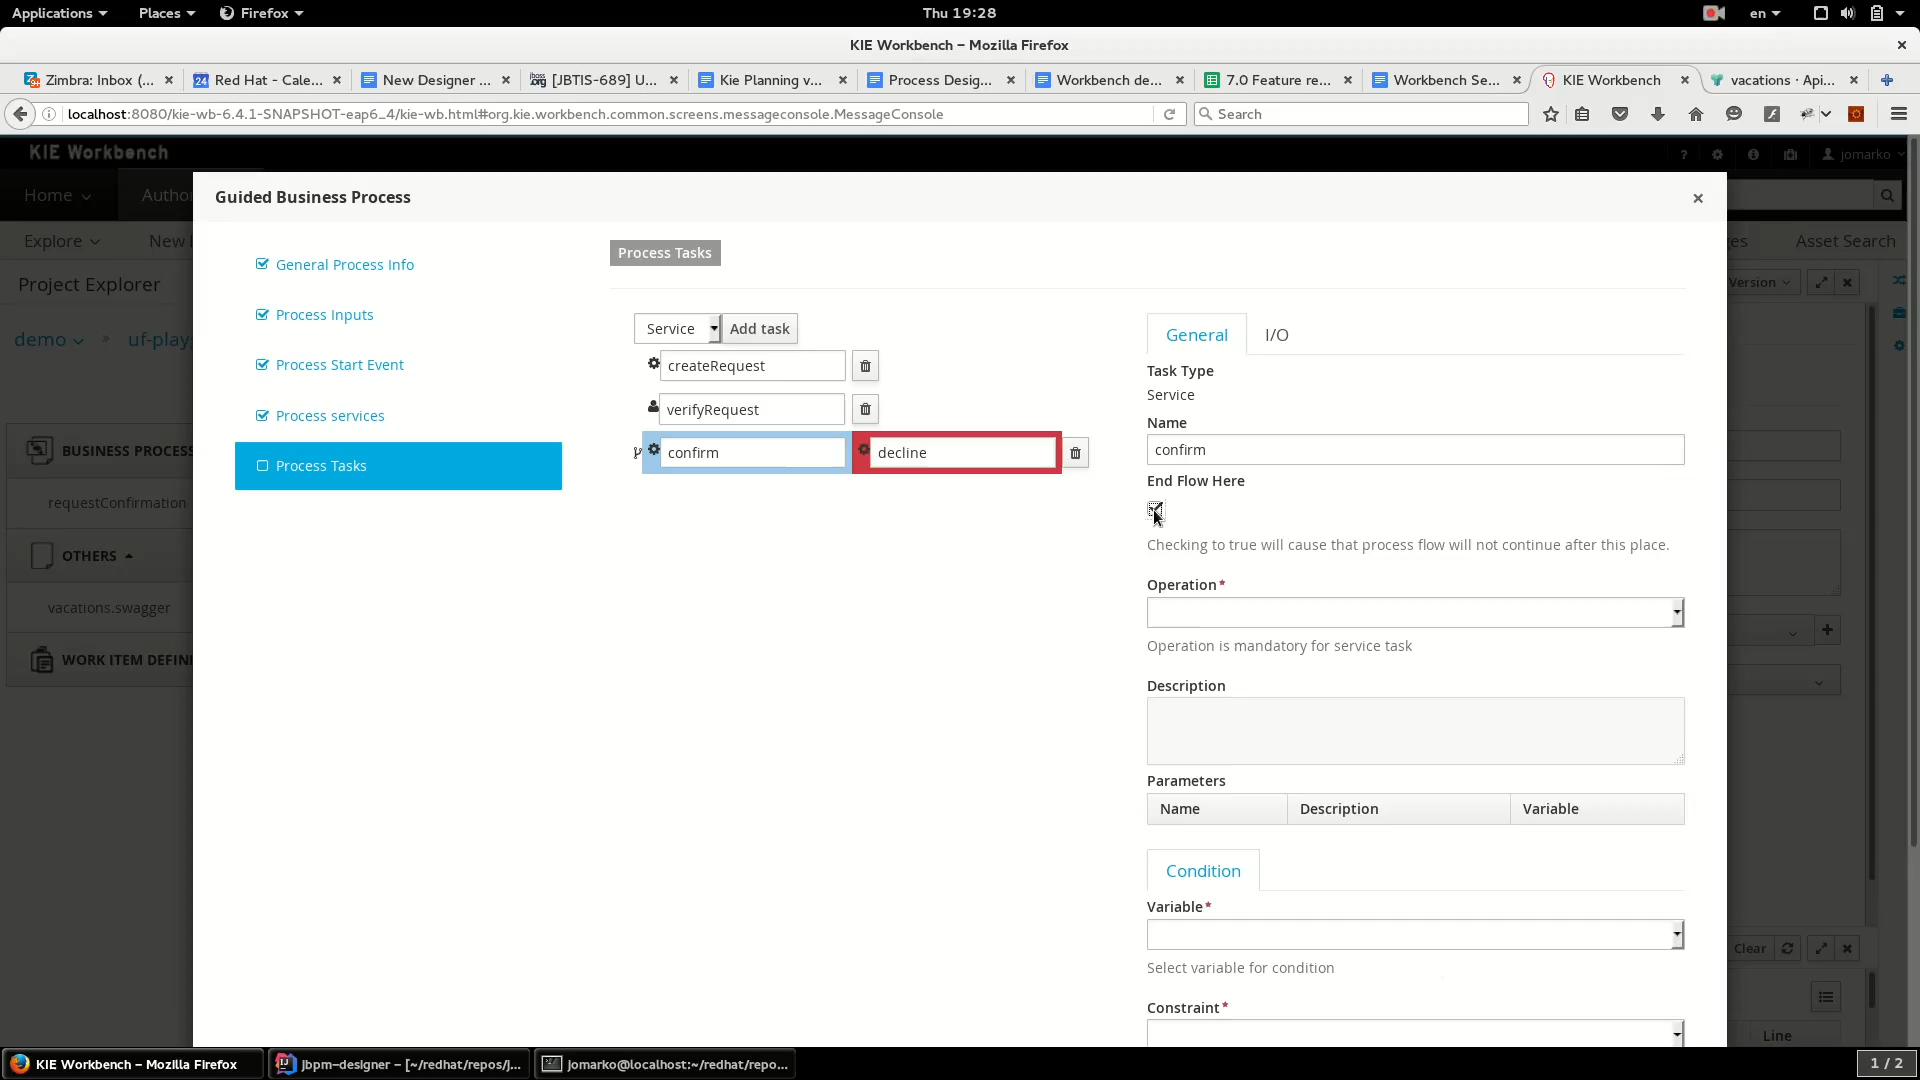 Applications Places Firefox Thu 19:28 en
KIE Workbench – Mozilla Firefox
Zimbra: Inbox (... Red Hat - Cale... New Designer ... [JBTIS-689] U... Kie Planning v... Process Desig... Workbench de... 7.0 Feature re... Workbench Se... KIE Workbench vacations · Api...
localhost:8080/kie-wb-6.4.1-SNAPSHOT-eap6_4/kie-wb.html#org.kie.workbench.common.screens.messageconsole.MessageConsole Search
KIE Workbench jomarko
Home Autho
Guided Business Process
Explore New ges Asset Search
Process Tasks
General Process Info
Project Explorer Version
Process Inputs
Service Add task General I/O
demo uf-play
Process Start Event createRequest Task Type
Service
Process services verifyRequest Name
BUSINESS PROCESS confirm
Process Tasks confirm decline End Flow Here
requestConfirmation
Checking to true will cause that process flow will not continue after this place.
OTHERS
Operation*
vacations.swagger
Operation is mandatory for service task
WORK ITEM DEFIN
Description
Parameters
Name Description Variable
Condition
Variable*
Clear
Select variable for condition
Constraint*
Line
KIE Workbench – Mozilla Firefox jbpm-designer – [~/redhat/repos/j... jomarko@localhost:~/redhat/repo... 1 / 2